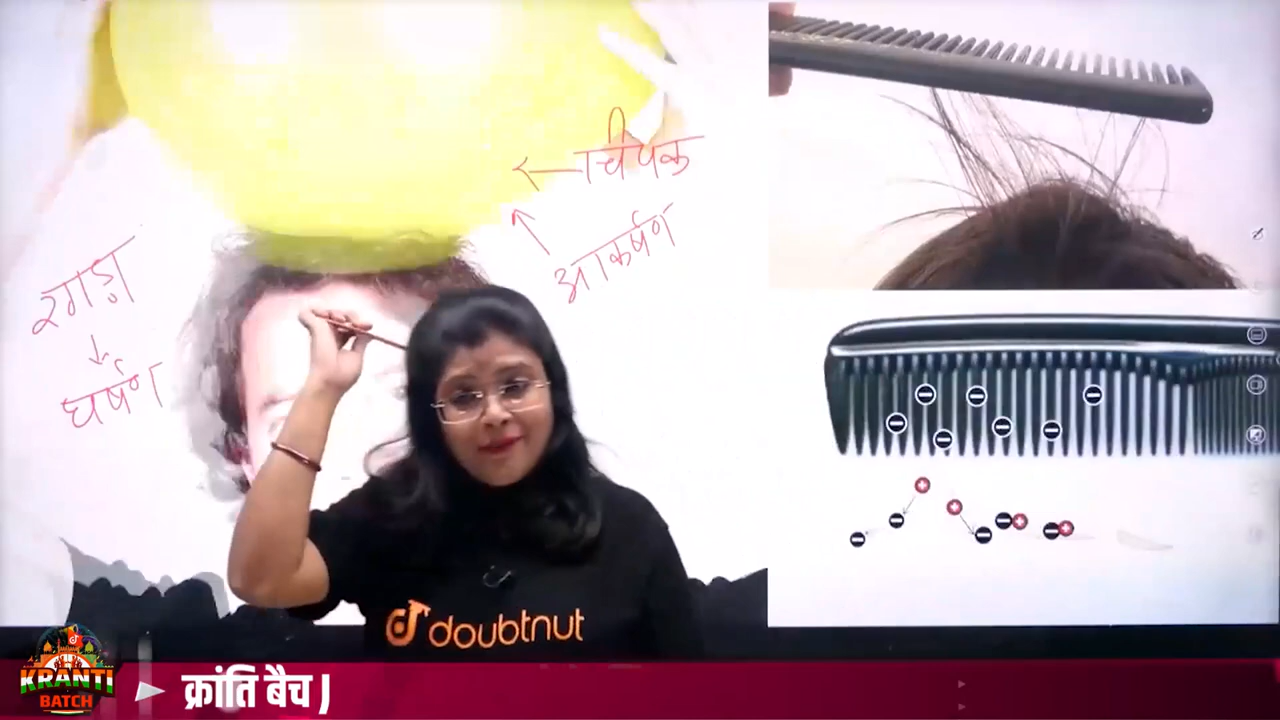 चिपक
आकर्षण
रगड़
↓
घर्षण
doubtnut
KRANTI
BATCH
क्रांति बैच J